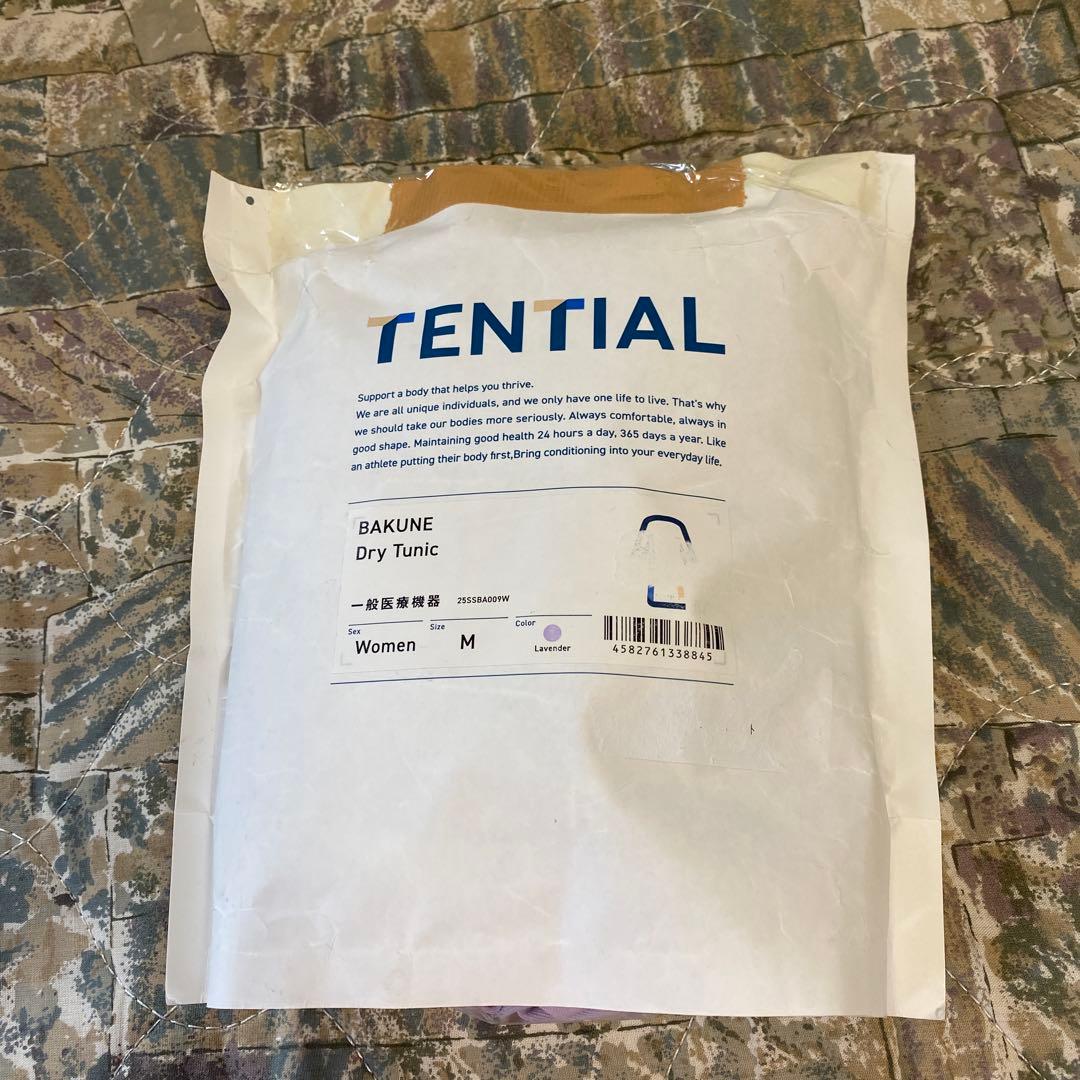 TENTIAL
Support a body that helps you thrive.
We are all unique individuals, and we only have one life to live. That's why
we should take our bodies more seriously. Always comfortable, always in
good shape. Maintaining good health 24 hours a day, 365 days a year. Like
an athlete putting their body first,Bring conditioning into your everyday life.
BAKUNE
Dry Tunic
一般医療機器 25SSBA009W
Sex Size Color
Women M Lavender
4582761338845